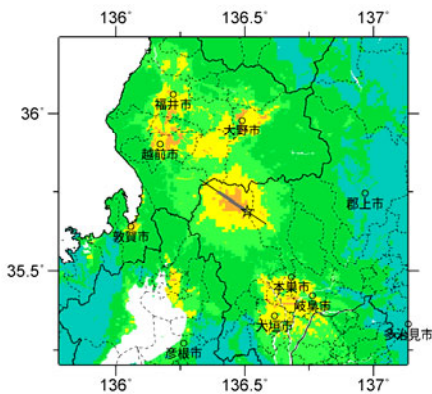 136° 136.5° 137°
36°
福井市
大野市
越前市
郡上市
敦賀市
35.5°
本巣市
岐阜市
大垣市
多治見市
彦根市
136° 136.5° 137°